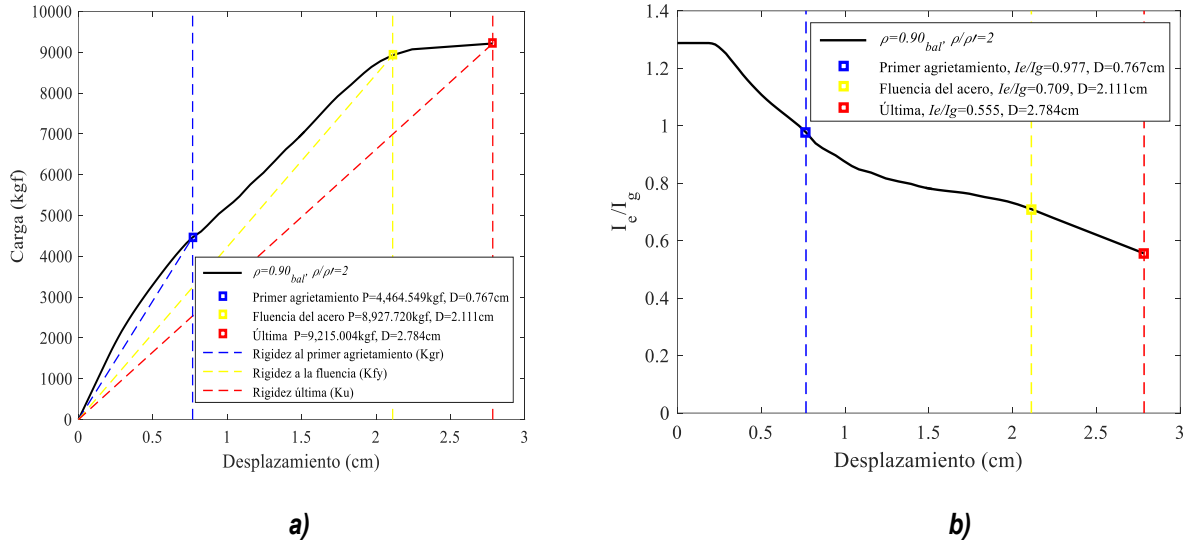 10000
9000
8000
7000
6000
5000
4000
3000
2000
1000
0
Carga (kgf)
ρ=0.90bal, ρ/ρ′=2
Primer agrietamiento P=4,464.549kgf, D=0.767cm
Fluencia del acero P=8,927.720kgf, D=2.111cm
Última P=9,215.004kgf, D=2.784cm
Rigidez al primer agrietamiento (Kgr)
Rigidez a la fluencia (Kfy)
Rigidez última (Ku)
0 0.5 1 1.5 2 2.5 3
Desplazamiento (cm)
a)
1.4
1.2
1
0.8
0.6
0.4
0.2
0
Ie/Ig
ρ=0.90bal, ρ/ρ′=2
Primer agrietamiento, Ie/Ig=0.977, D=0.767cm
Fluencia del acero, Ie/Ig=0.709, D=2.111cm
Última, Ie/Ig=0.555, D=2.784cm
0 0.5 1 1.5 2 2.5 3
Desplazamiento (cm)
b)